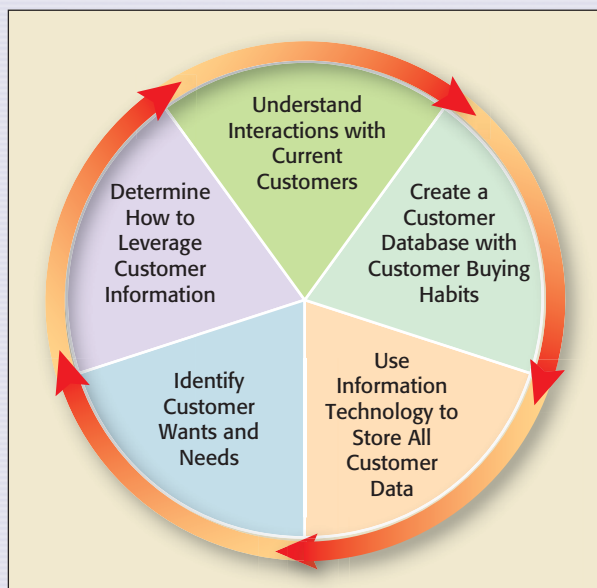 Understand
Interactions with
Current
Customers
Create a
Customer
Database with
Customer Buying
Habits
Use
Information
Technology to
Store All
Customer
Data
Identify
Customer
Wants and
Needs
Determine
How to
Leverage
Customer
Information